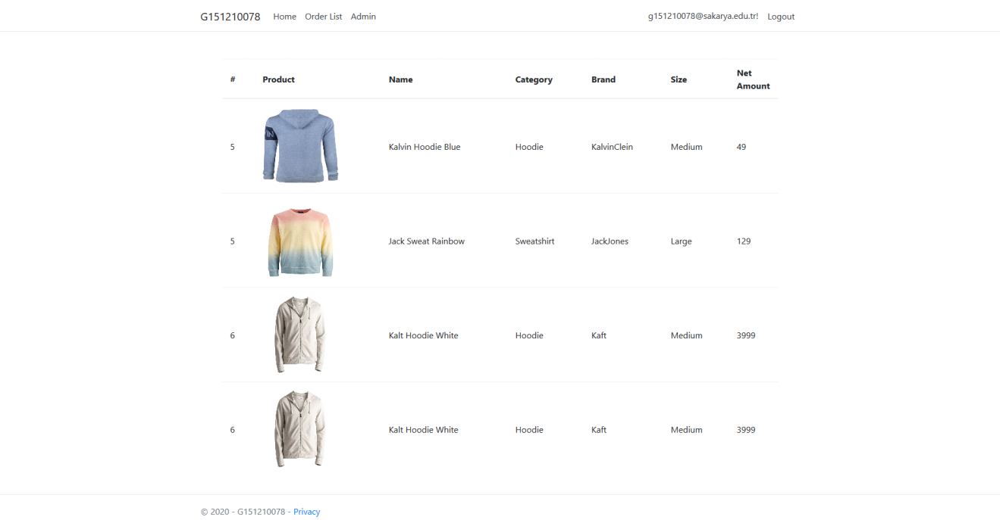 G151210078 Home Order List Admin g151210078@sakarya.edu.tr! Logout
# Product Name Category Brand Size Net Amount
5 Kalvin Hoodie Blue Hoodie KalvinClein Medium 49
5 Jack Sweat Rainbow Sweatshirt JackJones Large 129
6 Kalt Hoodie White Hoodie Kaft Medium 3999
6 Kalt Hoodie White Hoodie Kaft Medium 3999
© 2020 - G151210078 - Privacy